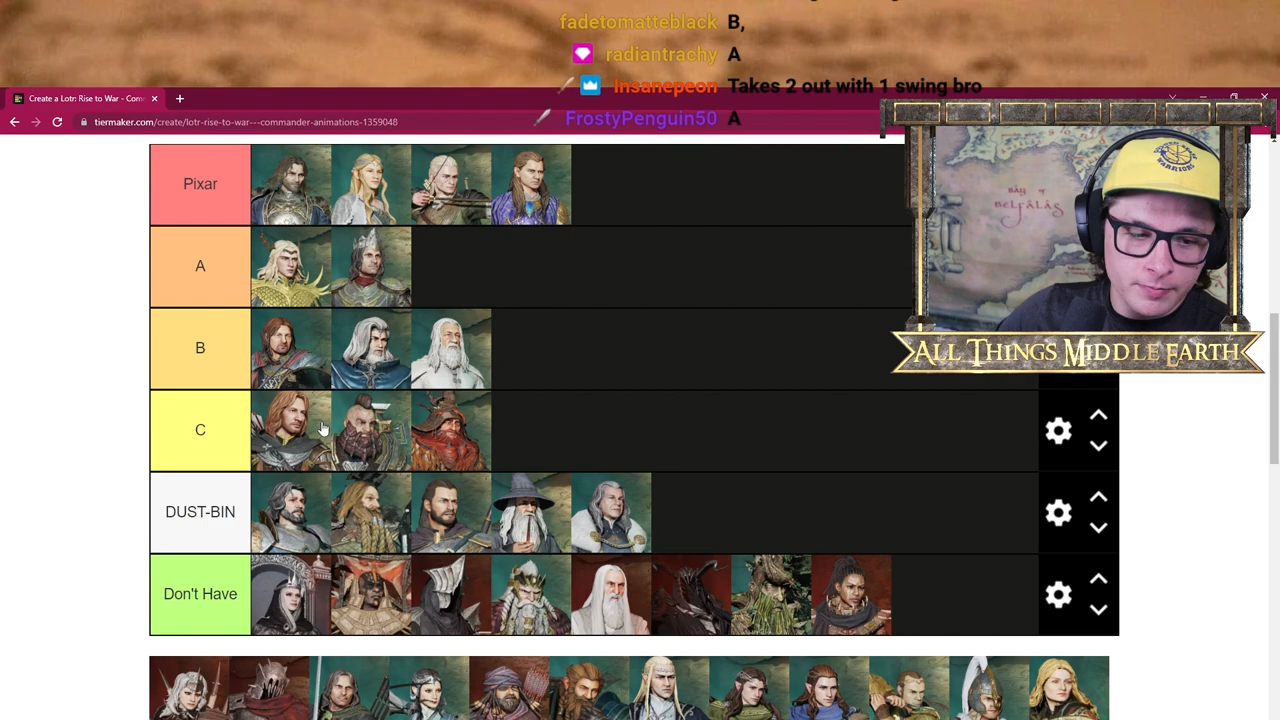 fadetomatteblack B,
radiantrachy A
Insanepeon Takes 2 out with 1 swing bro
FrostyPenguin50 A
Create a Lotr: Rise to War - Com
tiermaker.com/create/lotr-rise-to-war---commander-animations-1359048
Pixar
A
B
C
DUST-BIN
Don't Have
WARRIORS
BAY OF
BELFALAS
ALL THINGS MIDDLE EARTH